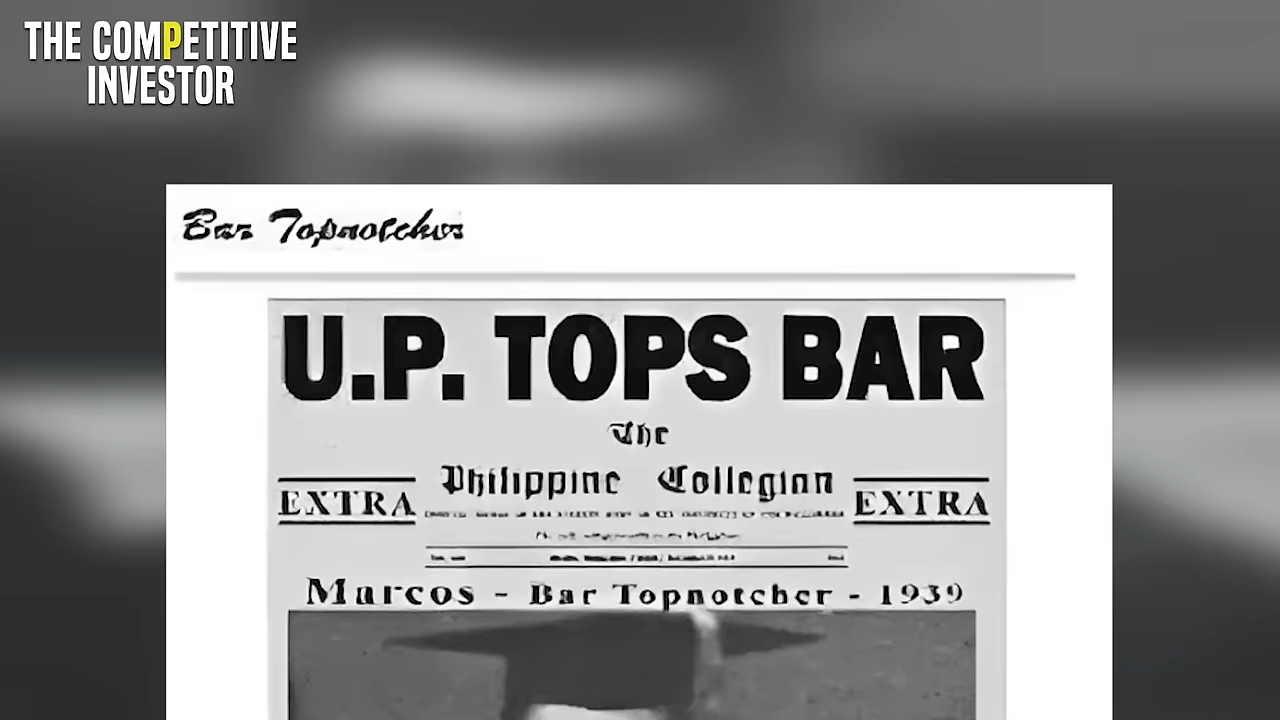 THE COMPETITIVE
INVESTOR
Bar Topnotcher
U.P. TOPS BAR
The
Philippine Collegian
EXTRA
EXTRA
Marcos - Bar Topnotcher - 1939